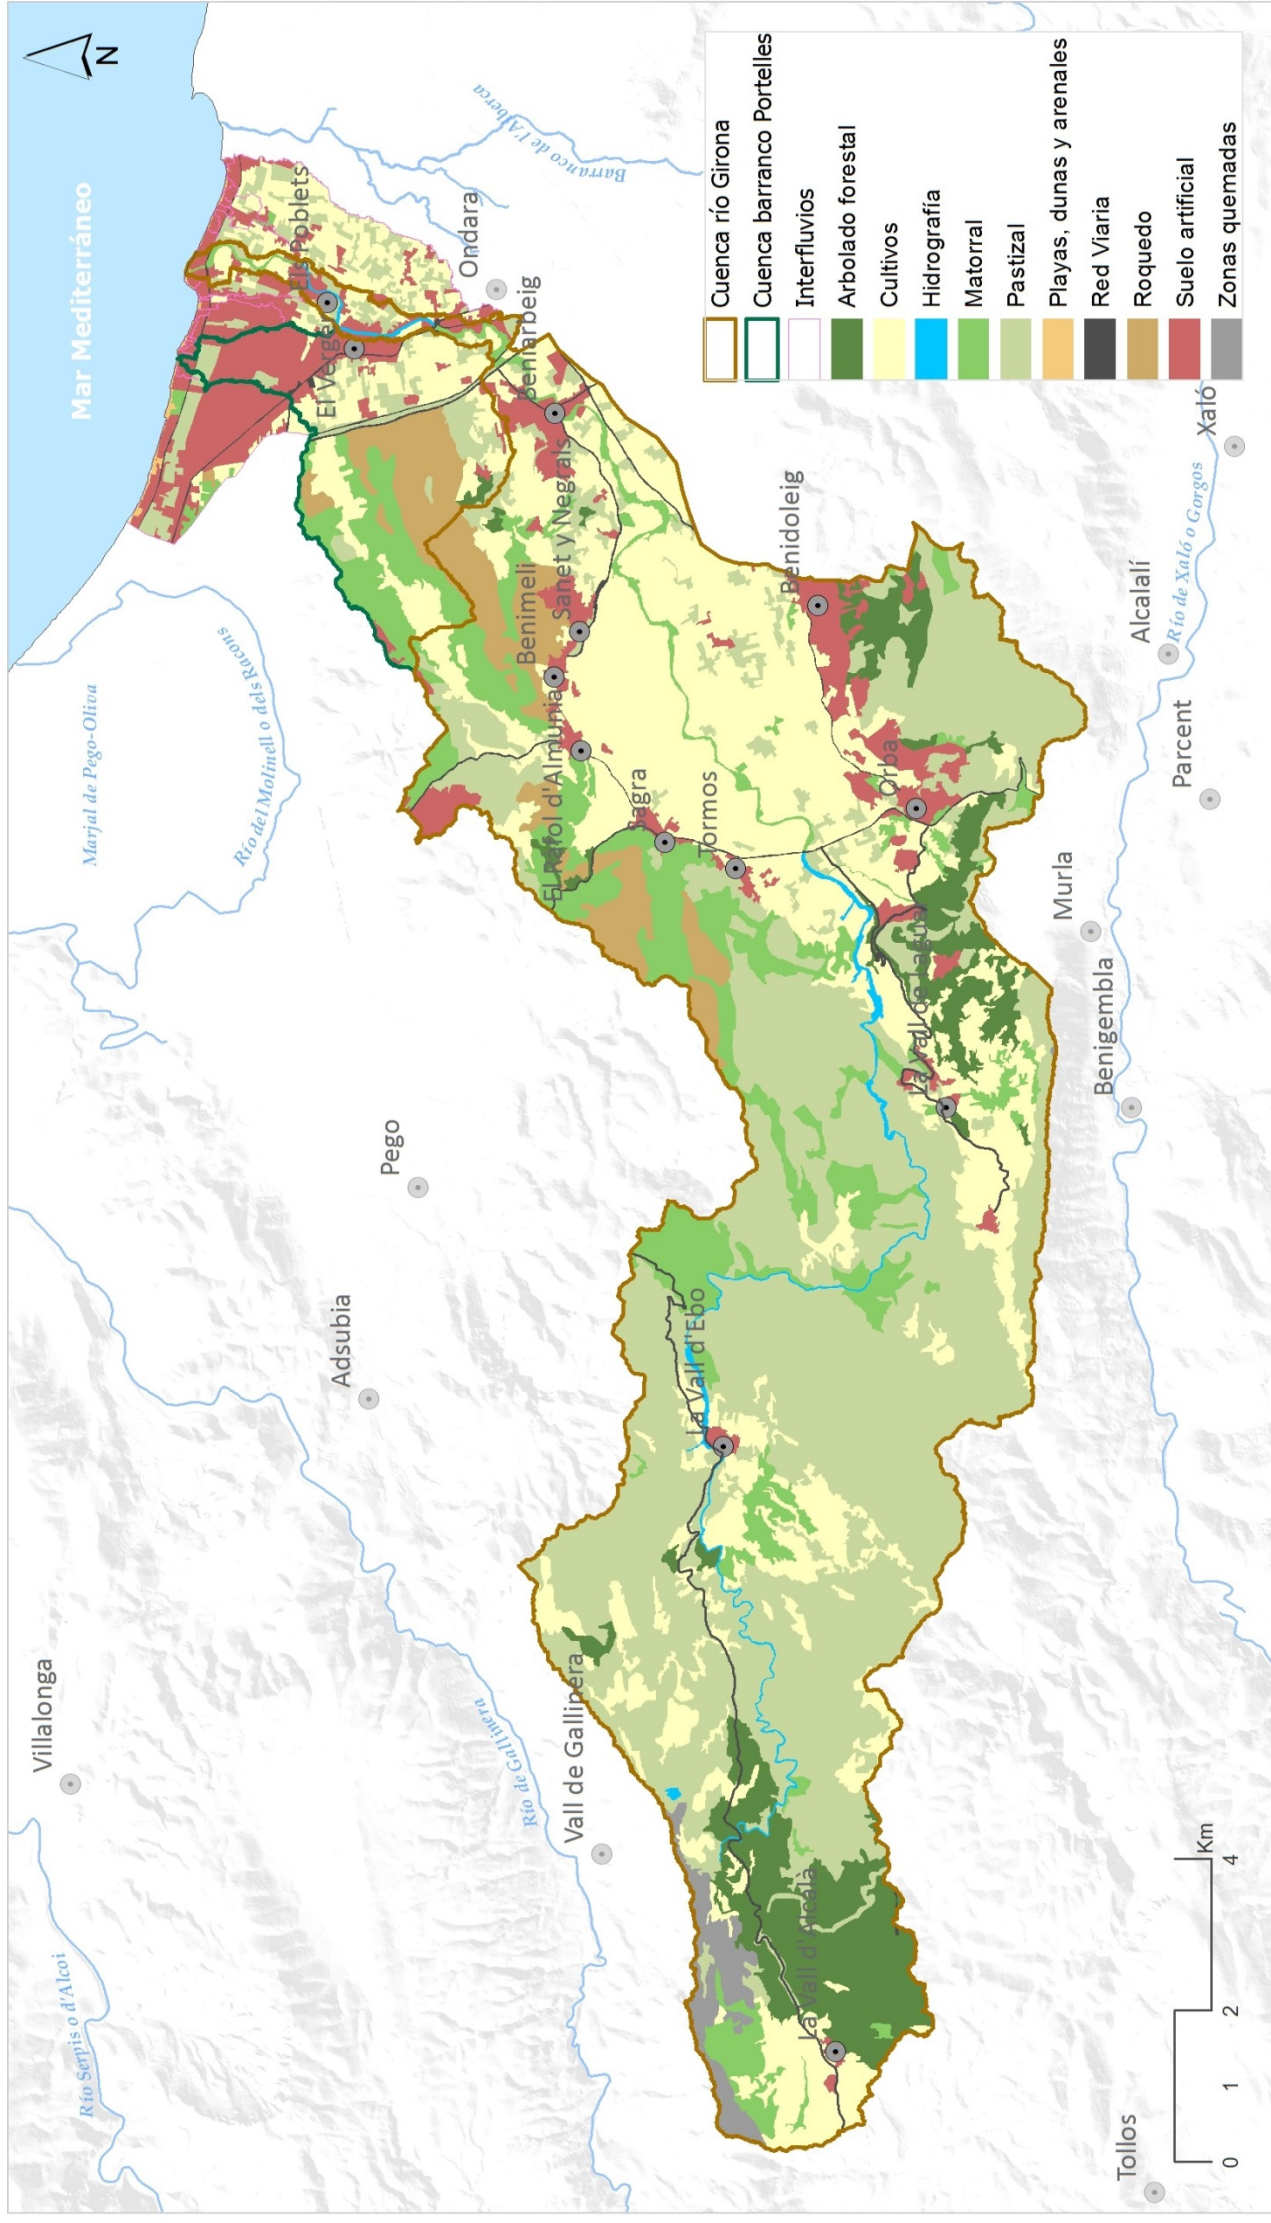 Mar Mediterráneo
N
Villalonga
Río Serpis o d'Alcoi
Marjal de Pego-Oliva
Río del Molinell o dels Racons
Barranco de l'Alberca
Adsubia
Pego
Els Poblets
El Verger
Ondara
Beniarbeig
Río de Gallinera
Vall de Gallinera
Benimeli
Sanet y Negrals
El Ràfol d'Almunia
Sagra
Tormos
La Vall d'Ebo
Benidoleig
La Vall d'Alcalà
Orba
La Vall de Laguar
Murla
Benigembla
Alcalalí
Parcent
Río de Xaló o Gorgos
Xaló
Tollos
0 1 2 4
Km
Cuenca río Girona
Cuenca barranco Portelles
Interfluvios
Arbolado forestal
Cultivos
Hidrografía
Matorral
Pastizal
Playas, dunas y arenales
Red Viaria
Roquedo
Suelo artificial
Zonas quemadas